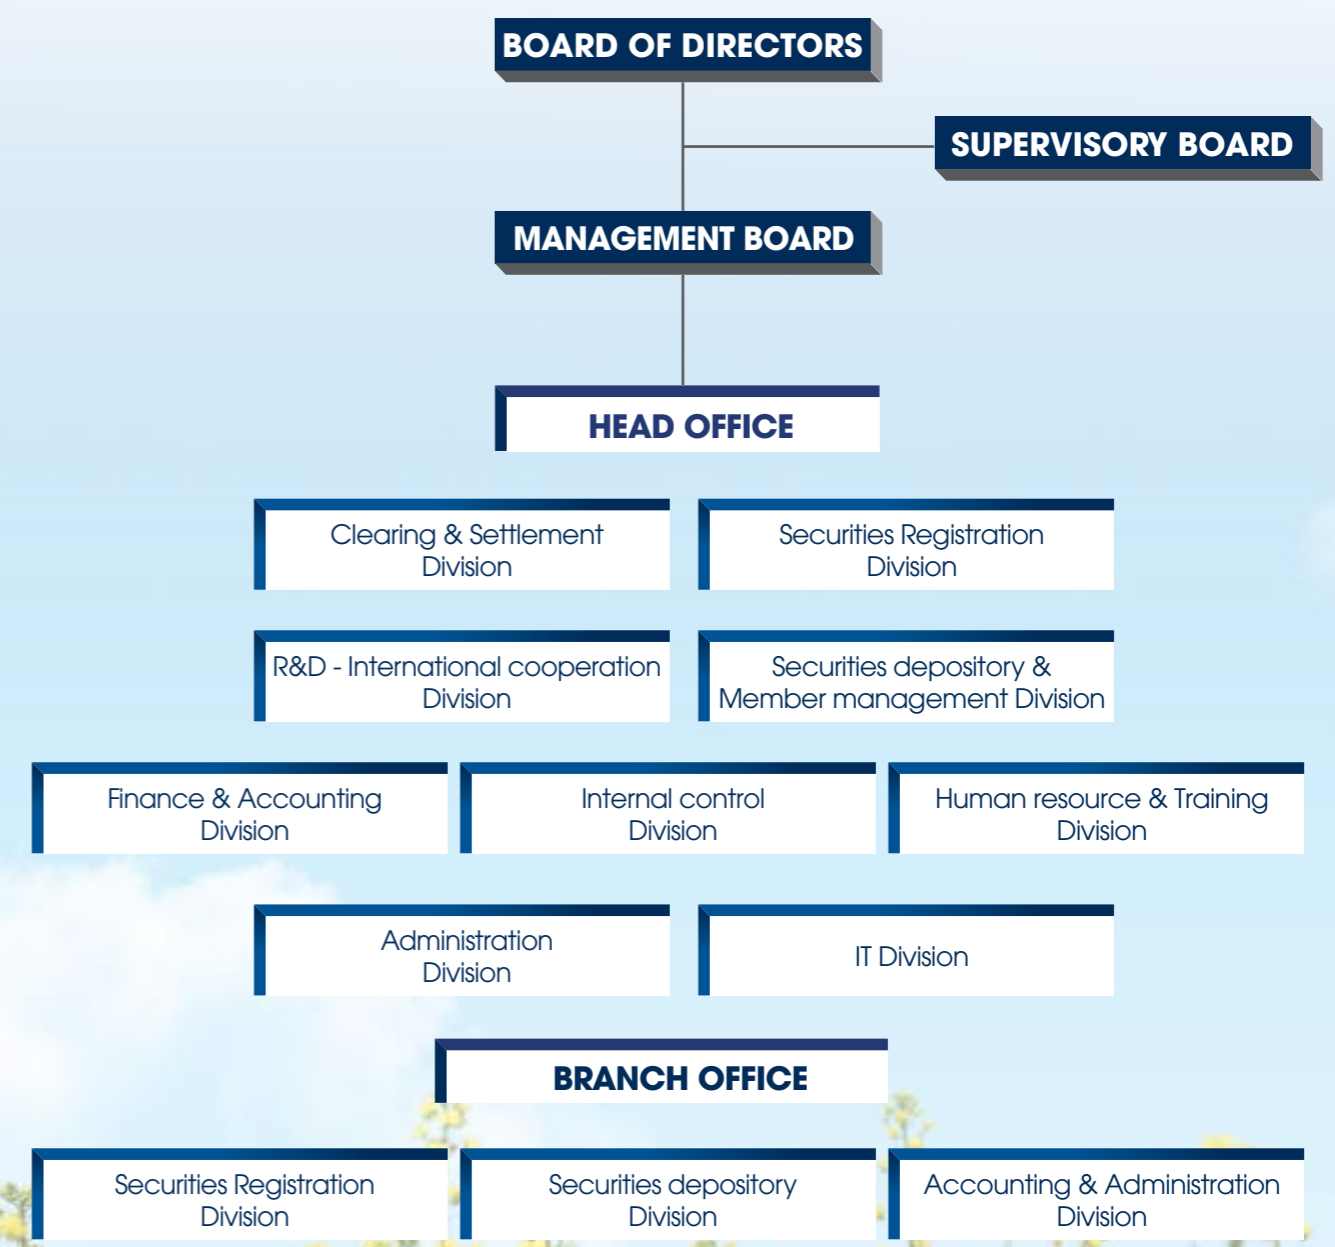 BOARD OF DIRECTORS
SUPERVISORY BOARD
MANAGEMENT BOARD
HEAD OFFICE
Clearing & Settlement
Division
Securities Registration
Division
R&D - International cooperation
Division
Securities depository &
Member management Division
Finance & Accounting
Division
Internal control
Division
Human resource & Training
Division
Administration
Division
IT Division
BRANCH OFFICE
Securities Registration
Division
Securities depository
Division
Accounting & Administration
Division